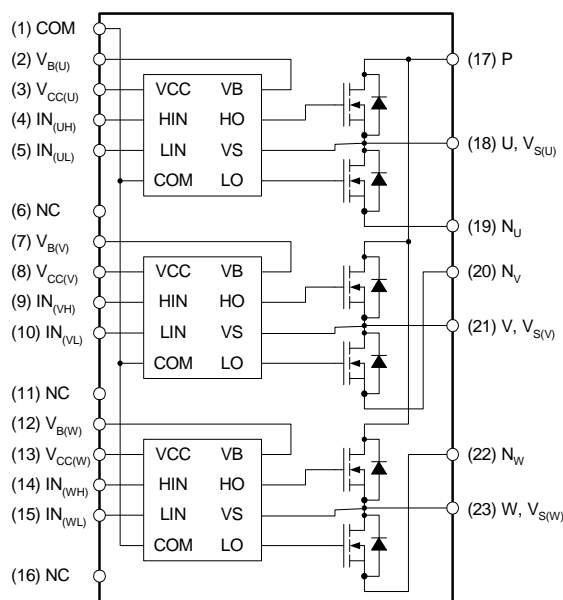 (1) COM
(2) V_B(U)
(3) V_CC(U)
(4) IN_(UH)
(5) IN_(UL)
(6) NC
(7) V_B(V)
(8) V_CC(V)
(9) IN_(VH)
(10) IN_(VL)
(11) NC
(12) V_B(W)
(13) V_CC(W)
(14) IN_(WH)
(15) IN_(WL)
(16) NC
VCC VB
HIN HO
LIN VS
COM LO
VCC VB
HIN HO
LIN VS
COM LO
VCC VB
HIN HO
LIN VS
COM LO
(17) P
(18) U, V_S(U)
(19) N_U
(20) N_V
(21) V, V_S(V)
(22) N_W
(23) W, V_S(W)